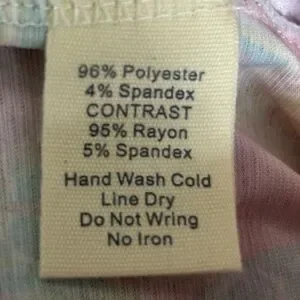 96% Polyester
4% Spandex
CONTRAST
95% Rayon
5% Spandex
Hand Wash Cold
Line Dry
Do Not Wring
No Iron